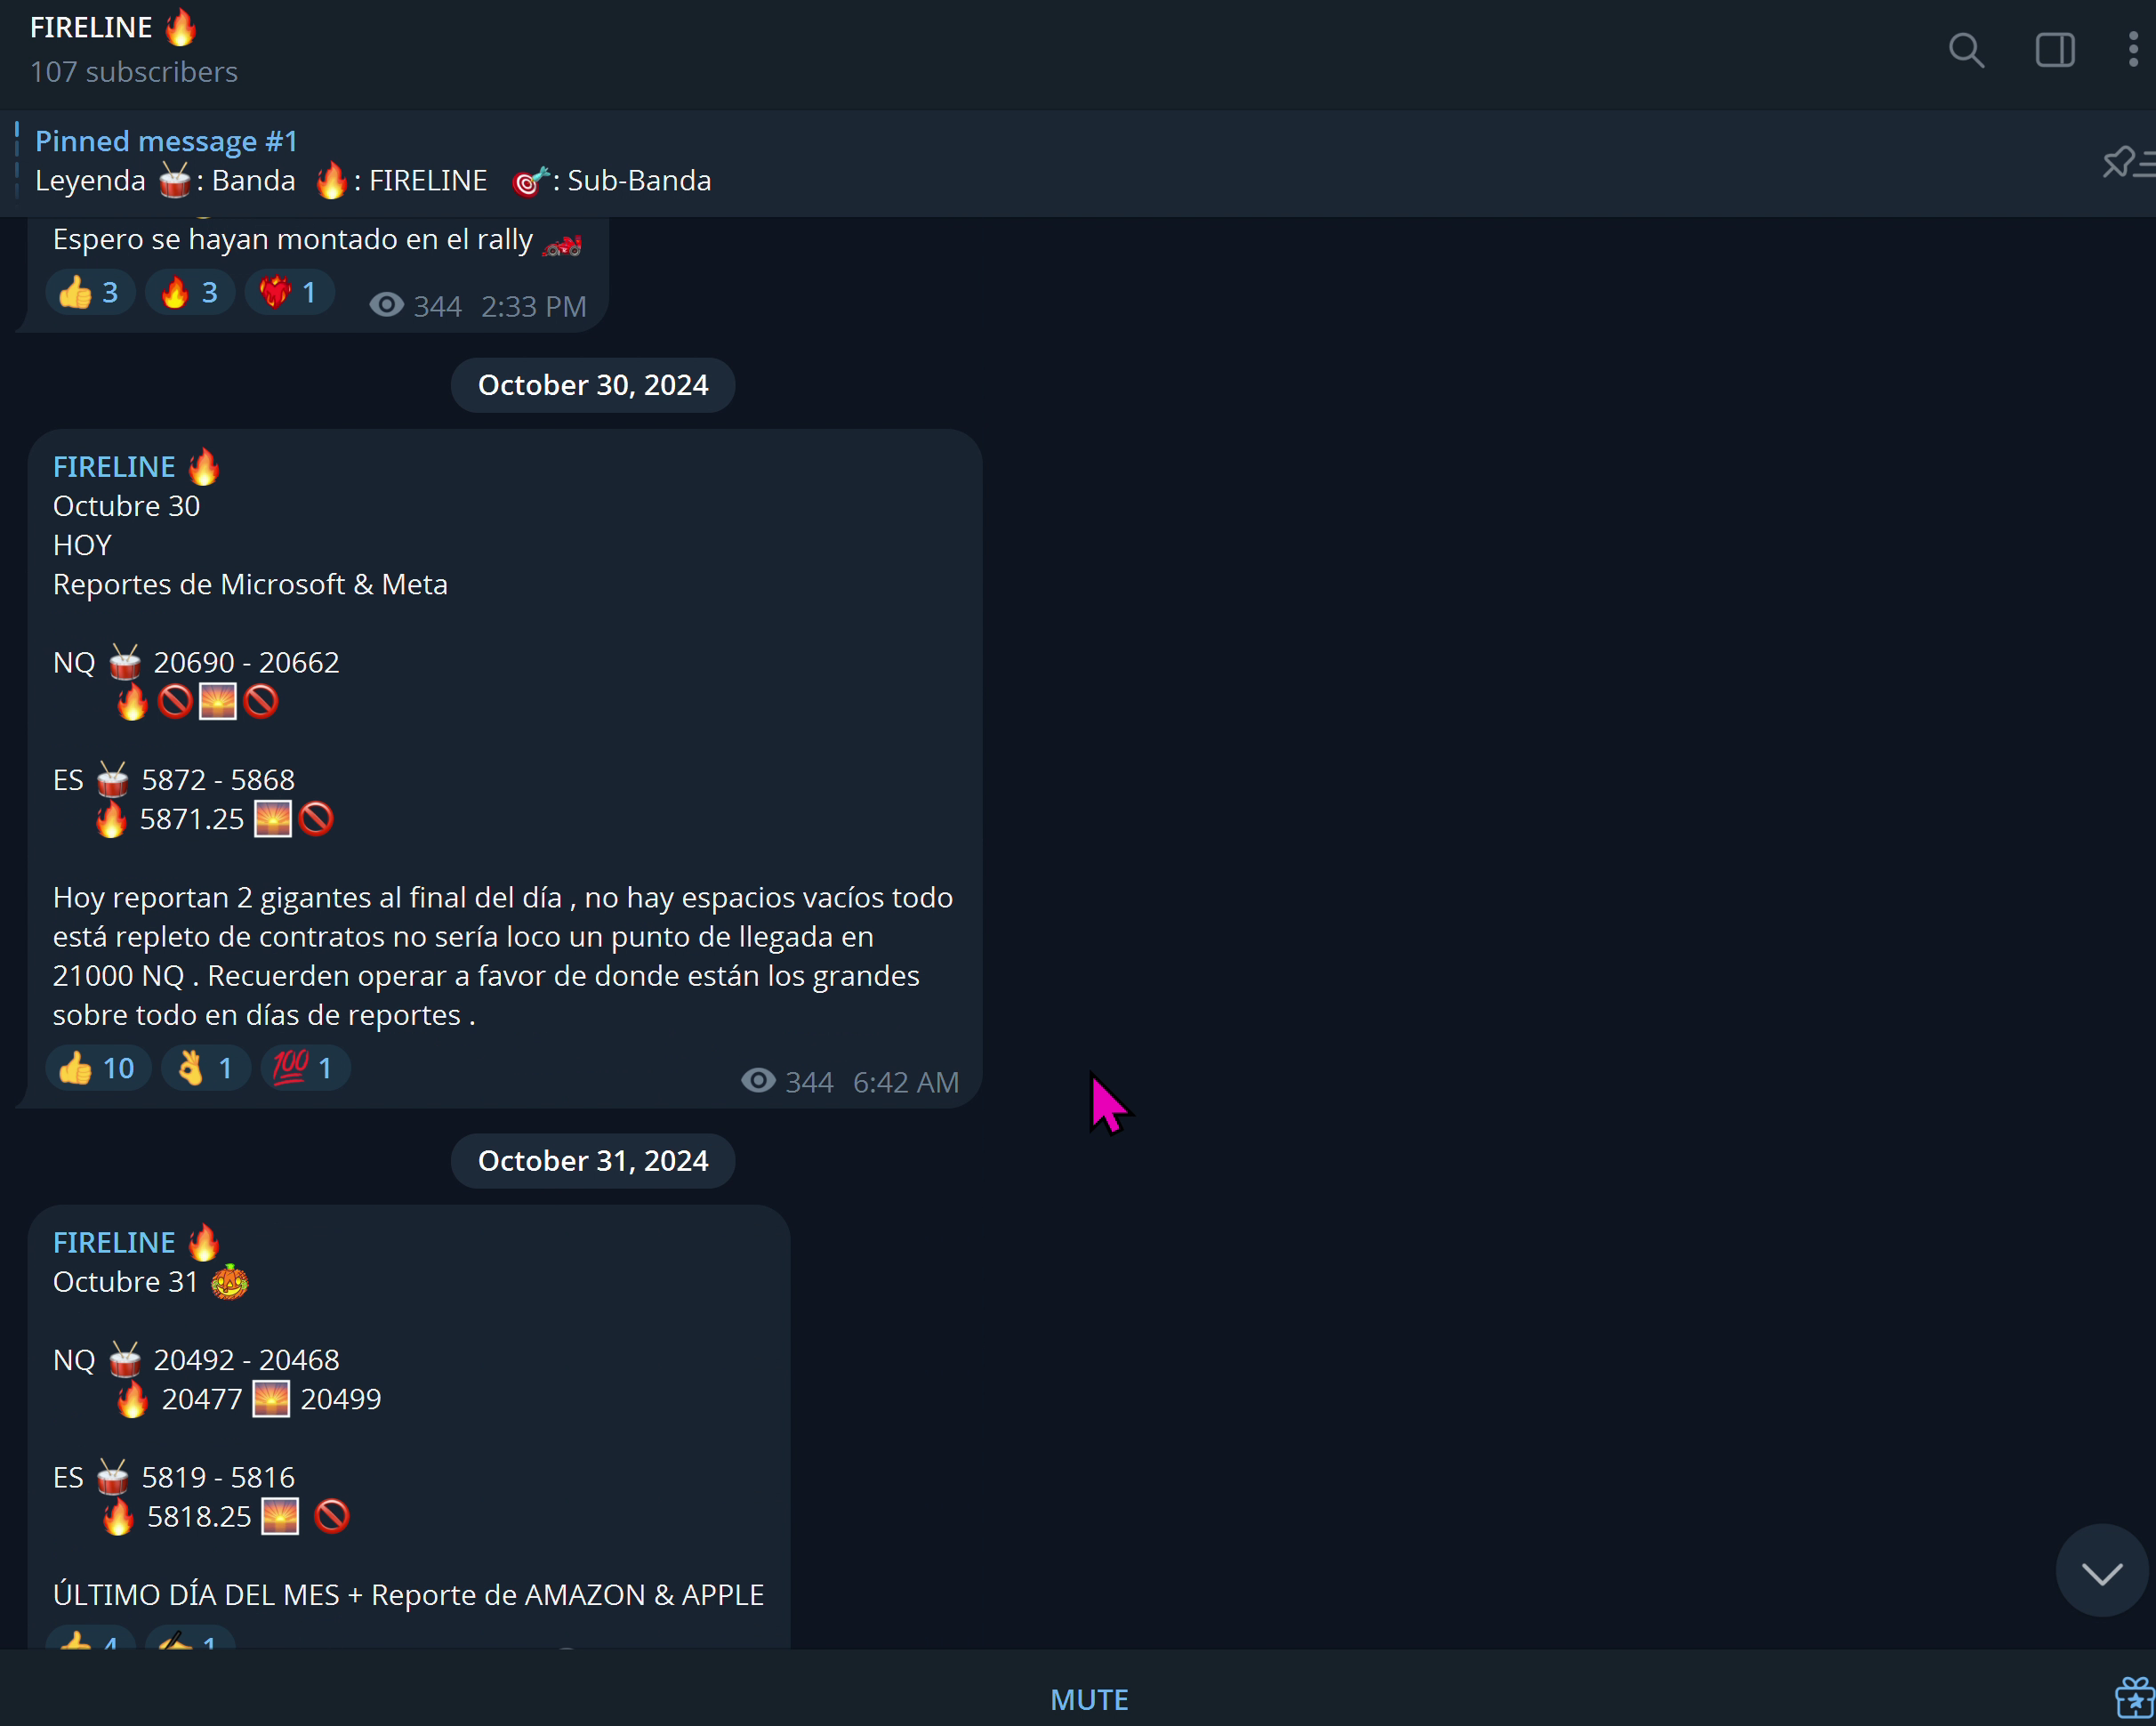 FIRELINE 🔥
107 subscribers
Pinned message #1
Leyenda 🥁: Banda 🔥: FIRELINE 🎯: Sub-Banda
Espero se hayan montado en el rally 🏎️
👍 3 🔥 3 ❤️‍🔥 1 344 2:33 PM
October 30, 2024
FIRELINE 🔥
Octubre 30
HOY
Reportes de Microsoft & Meta
NQ 🥁 20690 - 20662
🔥🚫🌅🚫
ES 🥁 5872 - 5868
🔥 5871.25 🌅🚫
Hoy reportan 2 gigantes al final del día , no hay espacios vacíos todo
está repleto de contratos no sería loco un punto de llegada en
21000 NQ . Recuerden operar a favor de donde están los grandes
sobre todo en días de reportes .
👍 10 👌 1 💯 1 344 6:42 AM
October 31, 2024
FIRELINE 🔥
Octubre 31 🎃
NQ 🥁 20492 - 20468
🔥 20477 🌅 20499
ES 🥁 5819 - 5816
🔥 5818.25 🌅 🚫
ÚLTIMO DÍA DEL MES + Reporte de AMAZON & APPLE
👍 4 ✍️ 1
MUTE